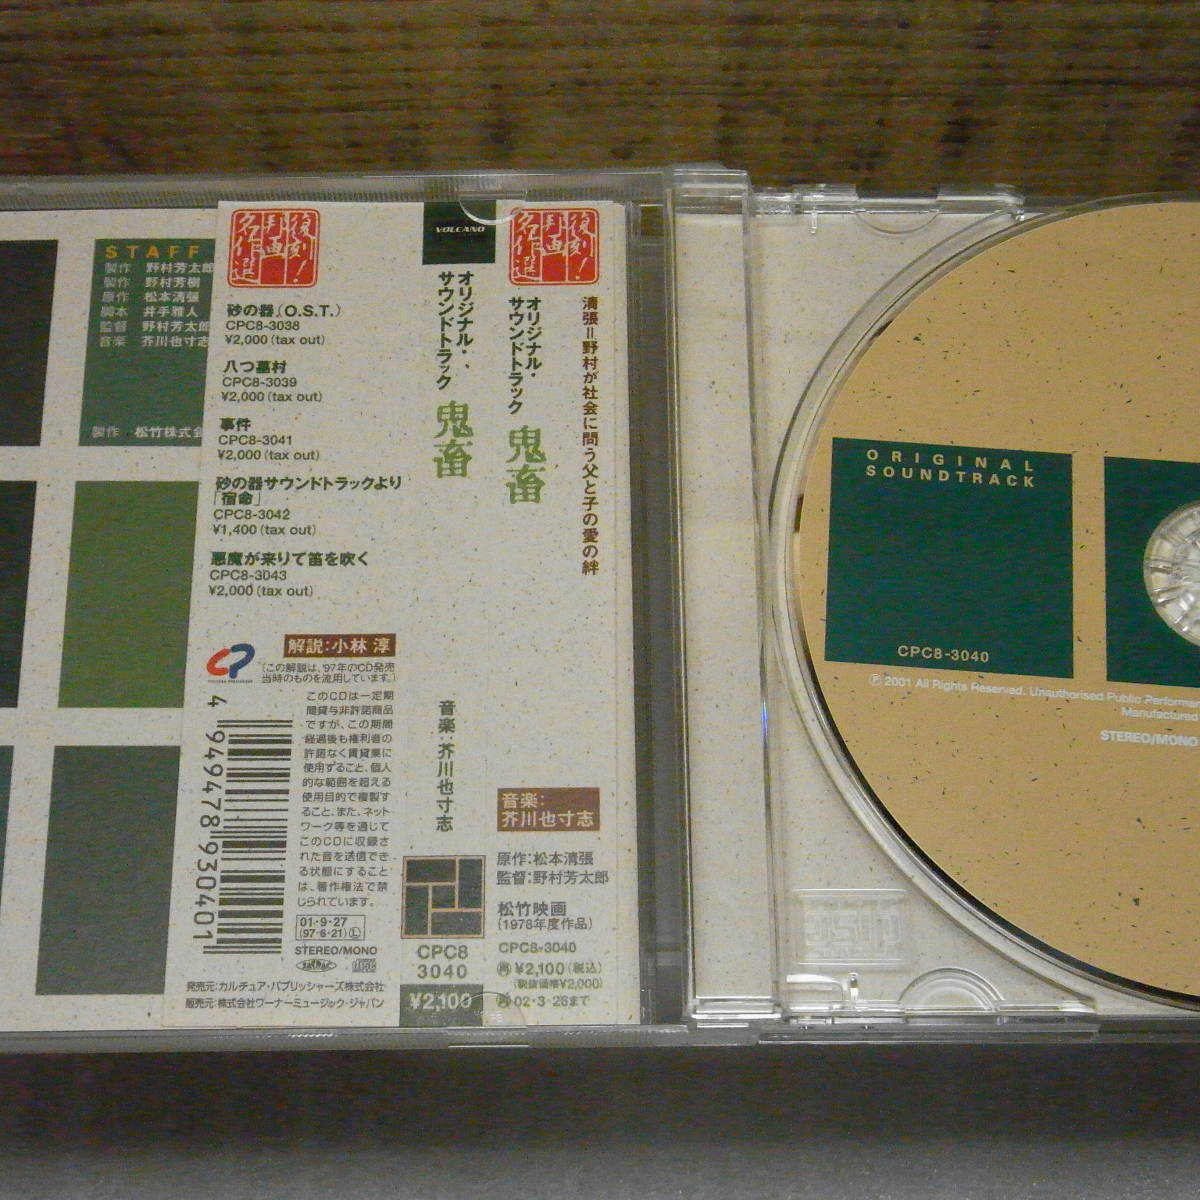 STAFF
製作 野村芳太郎
製作 野村芳樹
原作 松本清張
脚本 井手雅人
監督 野村芳太郎
音楽 芥川也寸志
製作 松竹株式会
復刻!
邦画
名作選
砂の器(O.S.T.)
CPC8-3038
¥2,000(tax out)
八つ墓村
CPC8-3039
¥2,000(tax out)
事件
CPC8-3041
¥2,000(tax out)
砂の器サウンドトラックより
「宿命」
CPC8-3042
¥1,400(tax out)
悪魔が来りて笛を吹く
CPC8-3043
¥2,000(tax out)
CP
解説:小林 淳
(この解説は、'97年のCD発売
当時のものを流用しています。)
このCDは一定期
間貸与非許諾商品
ですが、この期間
経過後も権利者の
許諾なく賃貸業に
使用すること、個人
的な範囲を超える
使用目的で複製す
ること、また、ネット
ワーク等を通じて
このCDに収録さ
れた音を送信でき
る状態にすること
は、著作権法で禁
じられています。
4 949478 930401
01・9・27
(97・6・21)Ⓛ
STEREO/MONO
発売元:カルチュア・パブリッシャーズ株式会社
販売元:株式会社ワーナーミュージック・ジャパン
VOLCANO
オリジナル・
サウンドトラック
鬼畜
音楽:芥川也寸志
CPC8
3040
¥2,100
復刻!
邦画
名作選
清張=野村が社会に問う父と子の愛の絆
オリジナル・
サウンドトラック
鬼畜
音楽:
芥川也寸志
原作:松本清張
監督:野村芳太郎
松竹映画
(1978年度作品)
CPC8-3040
¥2,100(税込)
(税抜価格¥2,000)
02・3・26まで
ORIGINAL
SOUNDTRACK
CPC8-3040
Ⓟ 2001 All Rights Reserved. Unauthorised Public Performan
Manufactured
STEREO/MONO